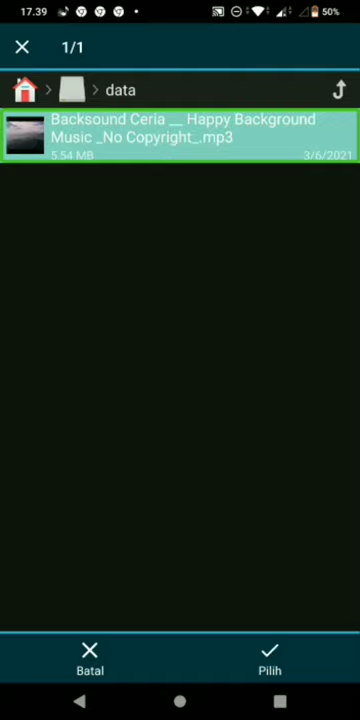 17.39
50%
1/1
data
Backsound Ceria __ Happy Background
Music _No Copyright_.mp3
5.54 MB
3/6/2021
Batal
Pilih